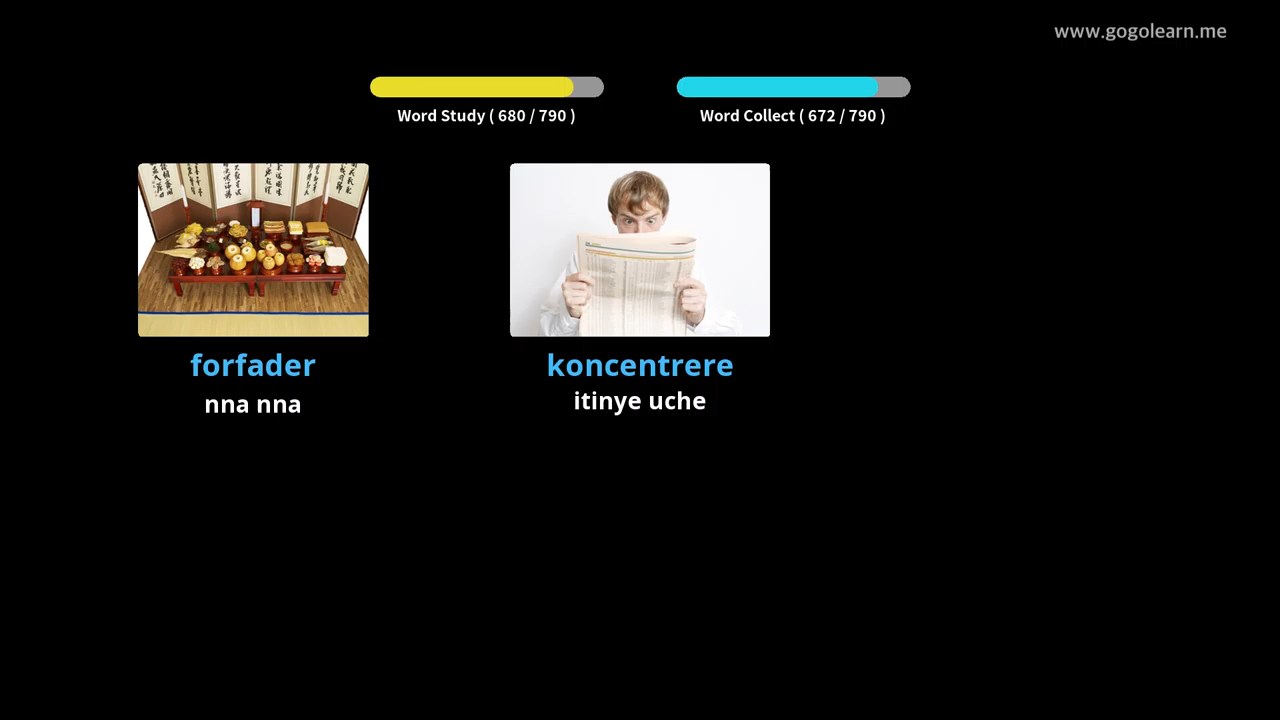 www.gogolearn.me
Word Study ( 680 / 790 )
Word Collect ( 672 / 790 )
forfader
nna nna
koncentrere
itinye uche